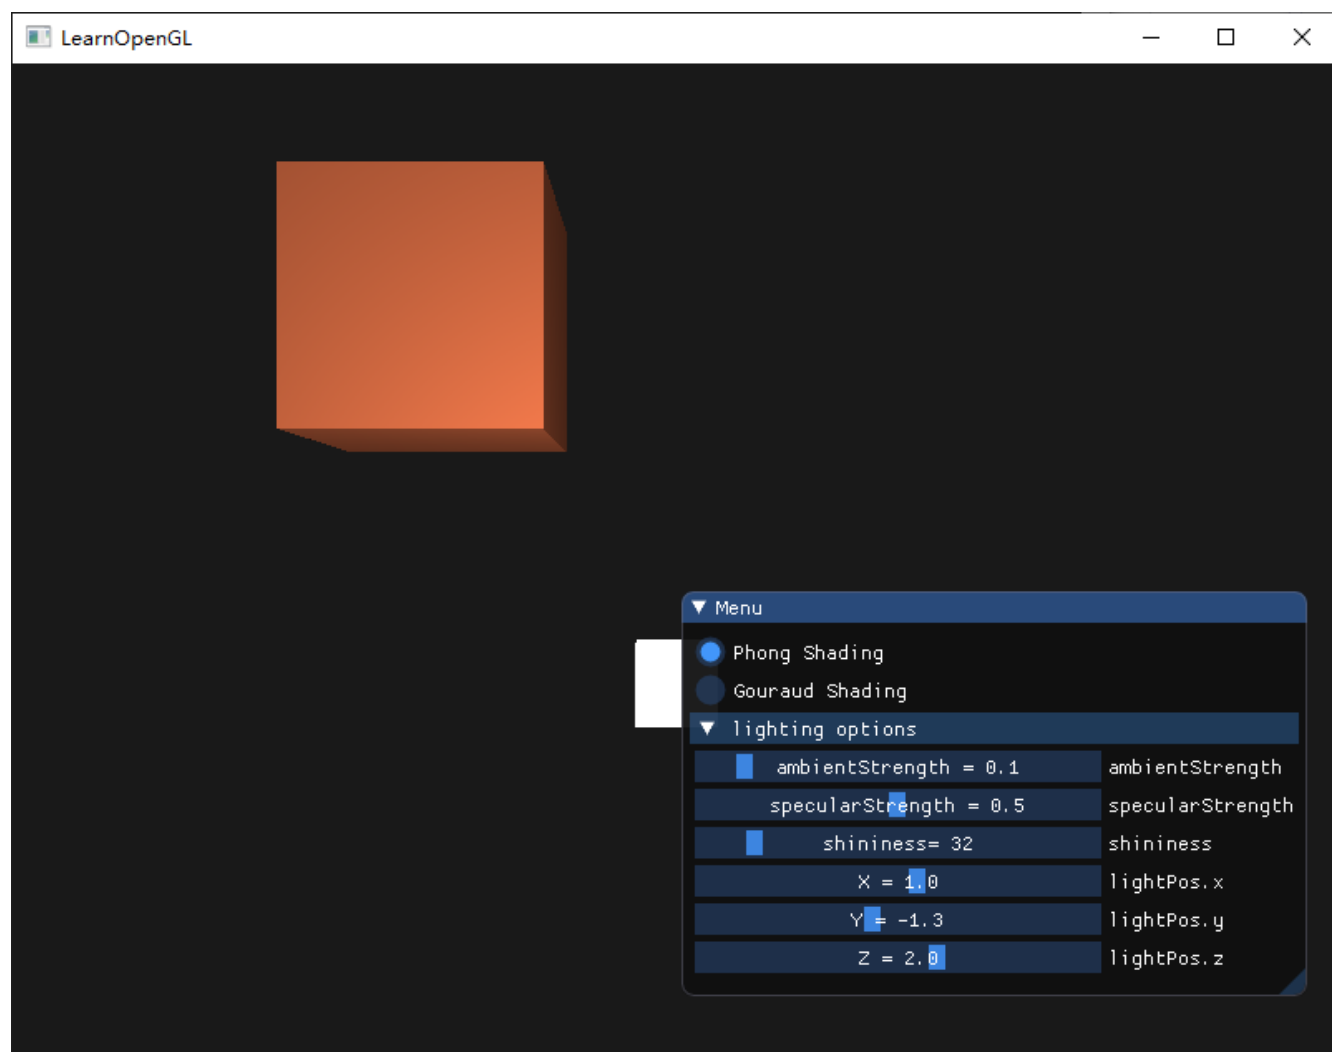 LearnOpenGL
Menu
Phong Shading
Gouraud Shading
lighting options
ambientStrength = 0.1 ambientStrength
specularStrength = 0.5 specularStrength
shininess= 32 shininess
X = 1.0 lightPos.x
Y = -1.3 lightPos.y
Z = 2.0 lightPos.z